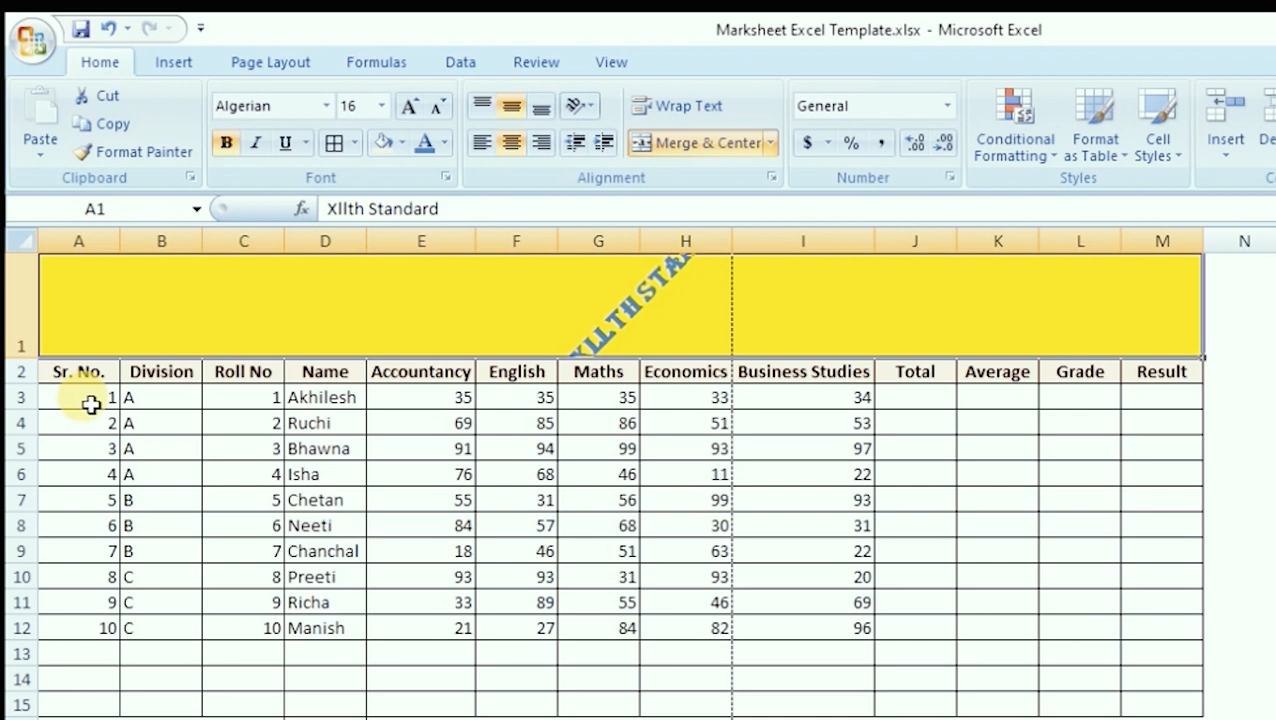 Marksheet Excel Template.xlsx - Microsoft Excel
Home Insert Page Layout Formulas Data Review View
Paste Cut Copy Format Painter Clipboard
Algerian 16 A A B I U A Font
Wrap Text Merge & Center Alignment
General $ % , .0 .00 .00 .0 Number
Conditional Formatting Format as Table Cell Styles Styles
Insert
A1 fx Xllth Standard
A B C D E F G H I J K L M N
1 XLLTH STA
2 Sr. No. Division Roll No Name Accountancy English Maths Economics Business Studies Total Average Grade Result
3 1 A 1 Akhilesh 35 35 35 33 34
4 2 A 2 Ruchi 69 85 86 51 53
5 3 A 3 Bhawna 91 94 99 93 97
6 4 A 4 Isha 76 68 46 11 22
7 5 B 5 Chetan 55 31 56 99 93
8 6 B 6 Neeti 84 57 68 30 31
9 7 B 7 Chanchal 18 46 51 63 22
10 8 C 8 Preeti 93 93 31 93 20
11 9 C 9 Richa 33 89 55 46 69
12 10 C 10 Manish 21 27 84 82 96
13
14
15